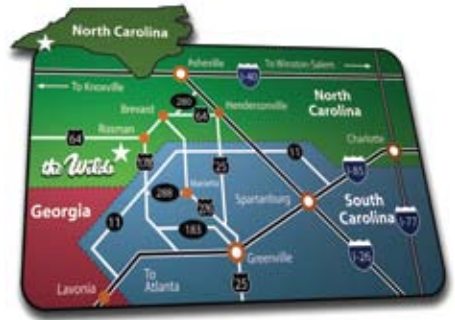 North Carolina
Asheville
To Winston-Salem
I-40
To Knoxville
280
Brevard
64
Hendersonville
North
Carolina
Rosman
64
Charlotte
the Wilds
178
25
11
I-85
Marietta
288
276
Spartanburg
South
Carolina
Georgia
11
183
I-77
Greenville
I-26
To
Atlanta
Lavonia
25